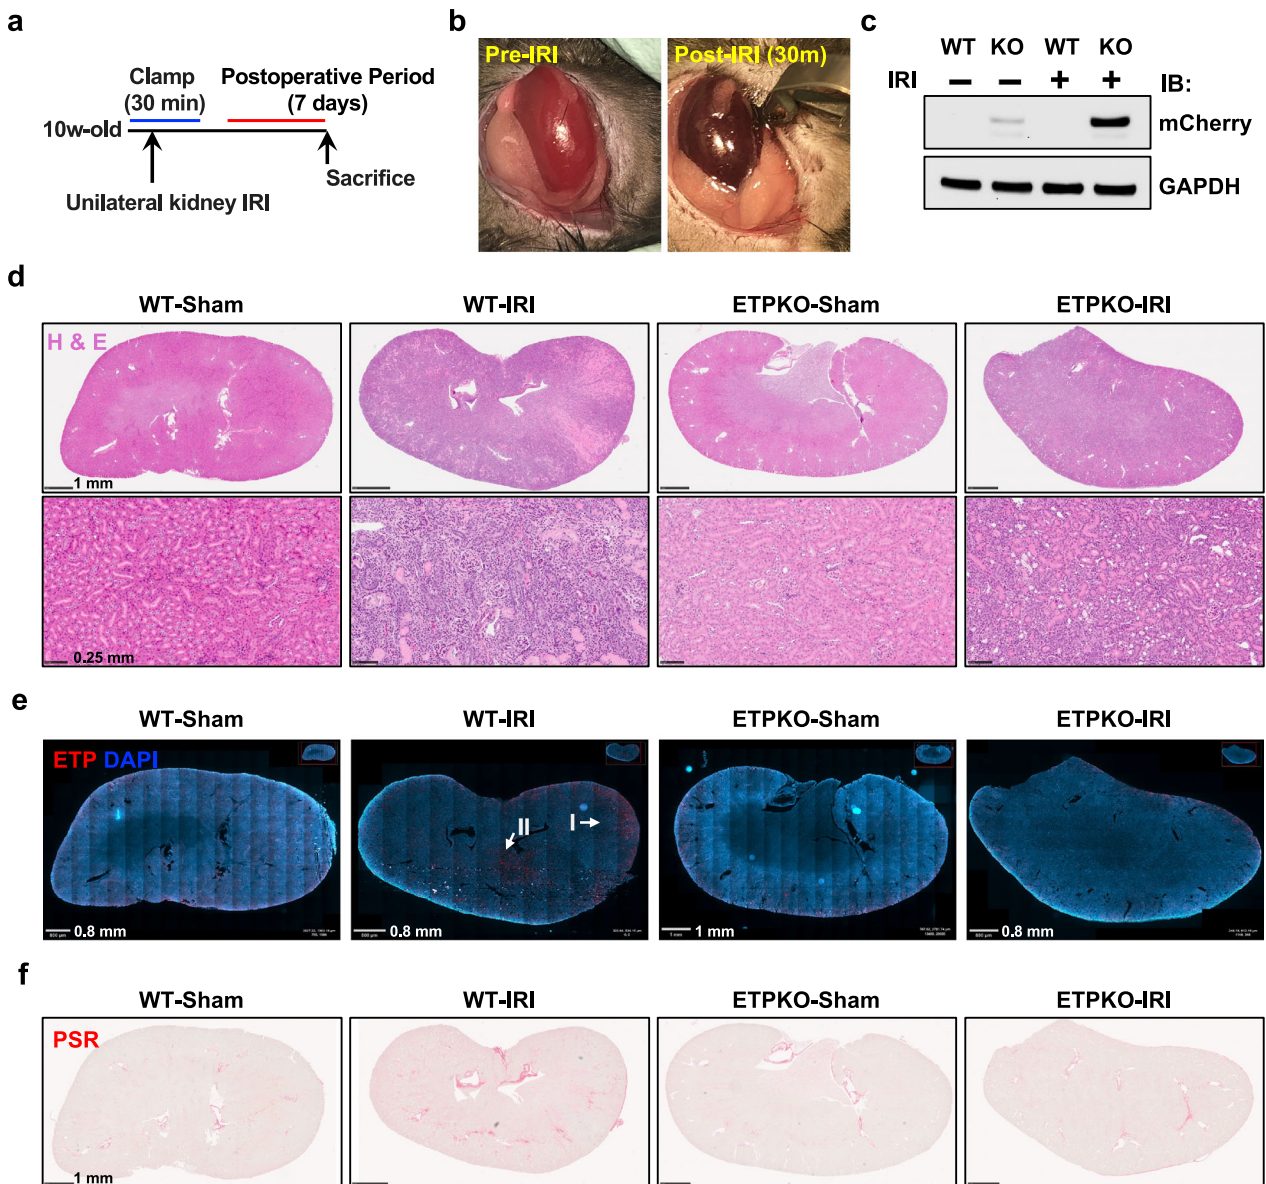 a
Clamp
(30 min)
Postoperative Period
(7 days)
10w-old
Sacrifice
Unilateral kidney IRI
b
Pre-IRI
Post-IRI (30m)
c
WT KO WT KO
IRI − − + + IB:
mCherry
GAPDH
d
WT-Sham WT-IRI ETPKO-Sham ETPKO-IRI
H & E
1 mm
0.25 mm
e
WT-Sham WT-IRI ETPKO-Sham ETPKO-IRI
ETP DAPI
II I
0.8 mm 0.8 mm 1 mm 0.8 mm
f
WT-Sham WT-IRI ETPKO-Sham ETPKO-IRI
PSR
1 mm